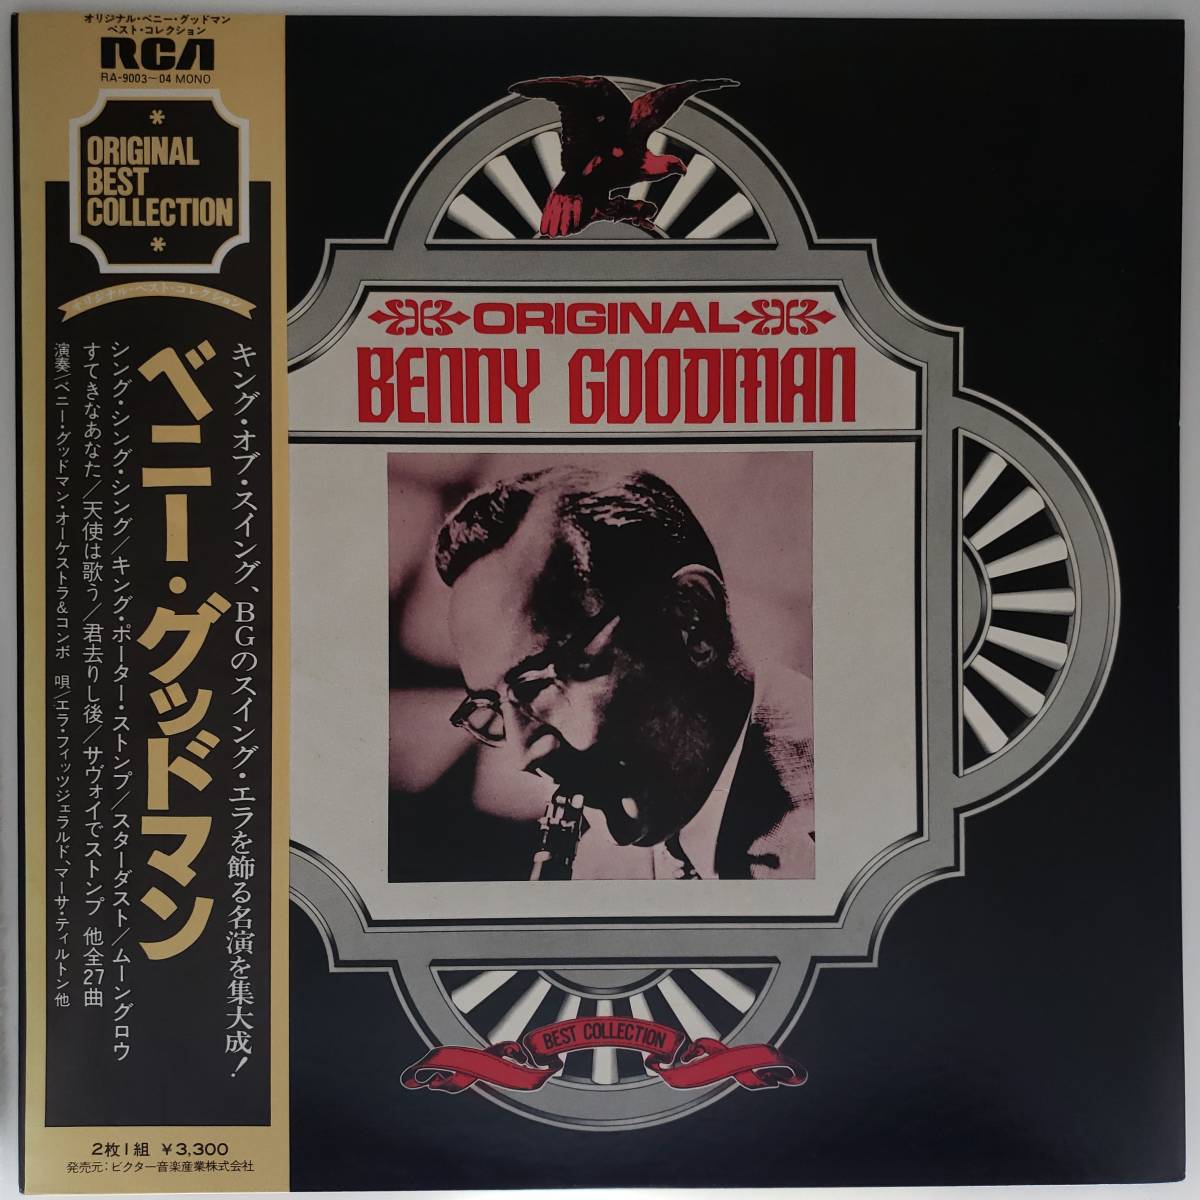 オリジナル・ベニー・グッドマン
ベスト・コレクション
RCA
RA-9003~04 MONO
*
ORIGINAL
BEST
COLLECTION
*
オリジナル・ベスト・コレクション
キング・オブ・スイング、BGのスイング・エラを飾る名演を集大成!
ベニー・グッドマン
シング・シング・シング/キング・ポーター・ストンプ/スターダスト/ムーングロウ
すてきなあなた/天使は歌う/君去りし後/サヴォイでストンプ 他全27曲
演奏/ベニー・グッドマン・オーケストラ&コンボ 唄/エラ・フィッツジェラルド、マーサ・ティルトン他
2枚1組 ¥3,300
発売元:ビクター音楽産業株式会社
ORIGINAL
BENNY GOODMAN
BEST COLLECTION